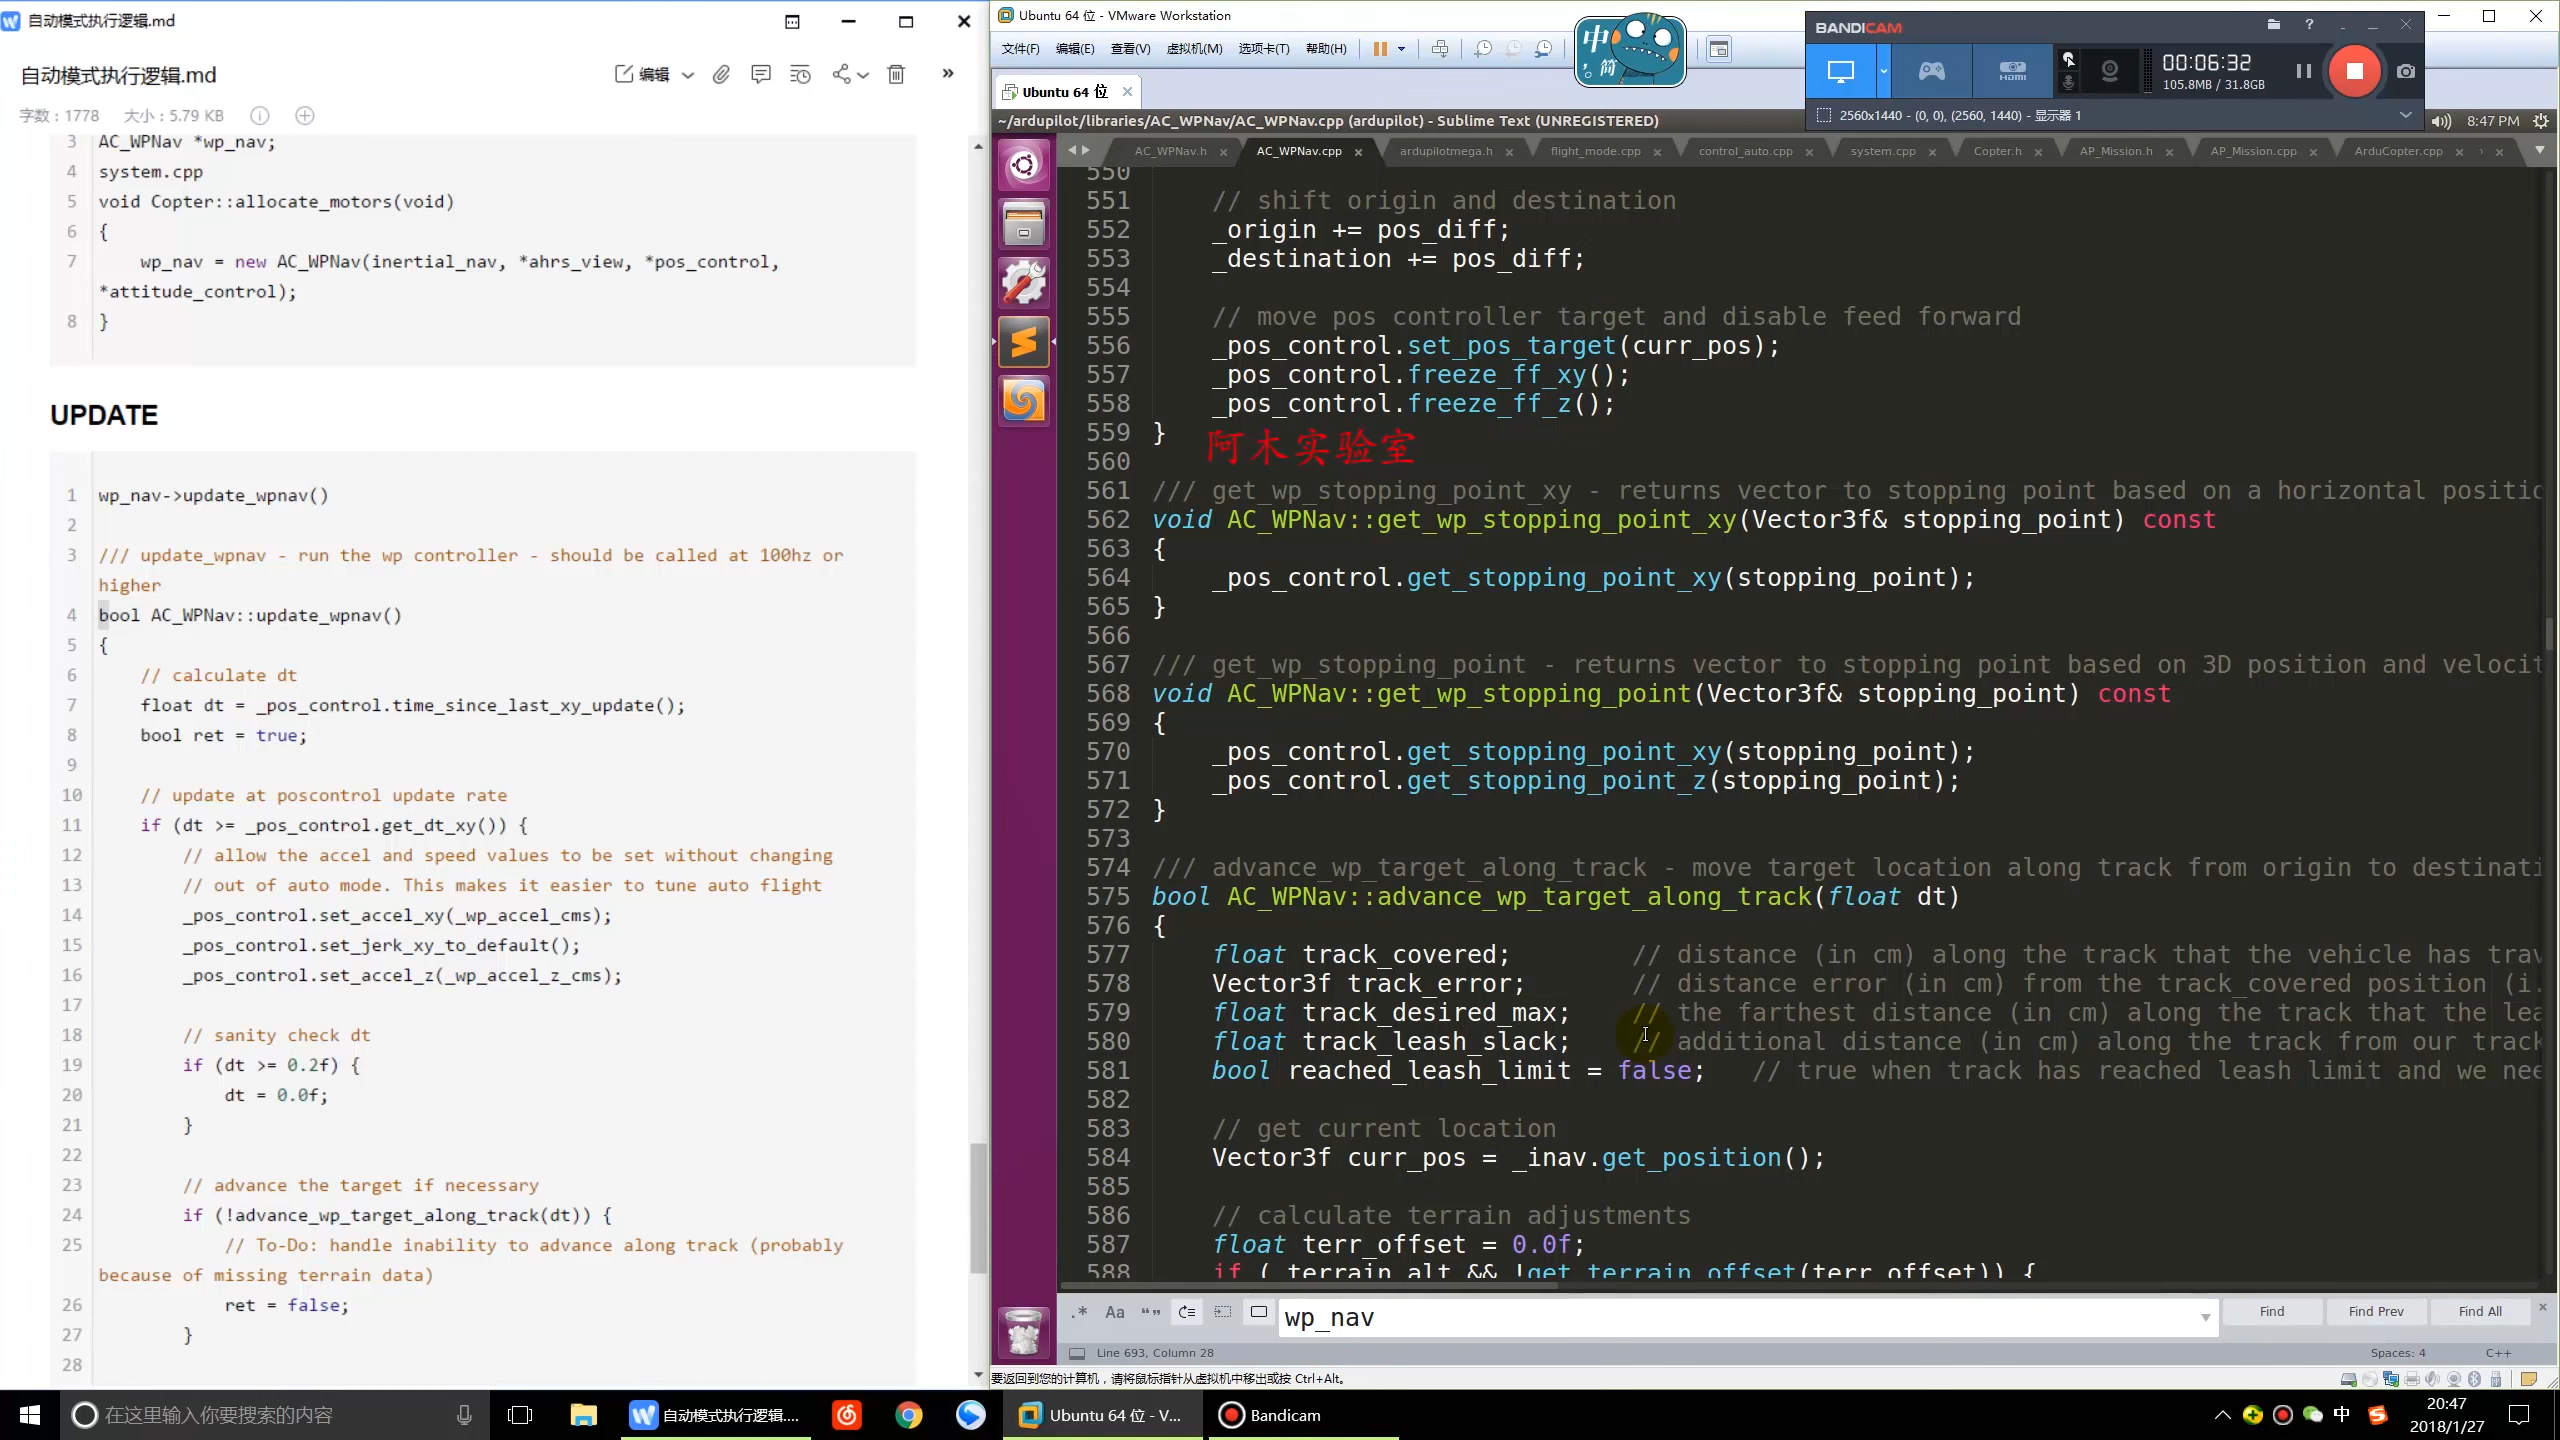 自动模式执行逻辑.md
自动模式执行逻辑.md
编辑
字数：1778 大小：5.79 KB
3 AC_WPNav *wp_nav;
4 system.cpp
5 void Copter::allocate_motors(void)
6 {
7 wp_nav = new AC_WPNav(inertial_nav, *ahrs_view, *pos_control,
*attitude_control);
8 }
UPDATE
1 wp_nav->update_wpnav()
2
3 /// update_wpnav - run the wp controller - should be called at 100hz or
higher
4 bool AC_WPNav::update_wpnav()
5 {
6 // calculate dt
7 float dt = _pos_control.time_since_last_xy_update();
8 bool ret = true;
9
10 // update at poscontrol update rate
11 if (dt >= _pos_control.get_dt_xy()) {
12 // allow the accel and speed values to be set without changing
13 // out of auto mode. This makes it easier to tune auto flight
14 _pos_control.set_accel_xy(_wp_accel_cms);
15 _pos_control.set_jerk_xy_to_default();
16 _pos_control.set_accel_z(_wp_accel_z_cms);
17
18 // sanity check dt
19 if (dt >= 0.2f) {
20 dt = 0.0f;
21 }
22
23 // advance the target if necessary
24 if (!advance_wp_target_along_track(dt)) {
25 // To-Do: handle inability to advance along track (probably
because of missing terrain data)
26 ret = false;
27 }
28
Ubuntu 64 位 - VMware Workstation
文件(F) 编辑(E) 查看(V) 虚拟机(M) 选项卡(T) 帮助(H)
中
简
BANDICAM
HDMI
00:06:32
105.8MB / 31.8GB
2560x1440 - (0, 0), (2560, 1440) - 显示器 1
Ubuntu 64 位
~/ardupilot/libraries/AC_WPNav/AC_WPNav.cpp (ardupilot) - Sublime Text (UNREGISTERED)
8:47 PM
AC_WPNav.h AC_WPNav.cpp ardupilotmega.h flight_mode.cpp control_auto.cpp system.cpp Copter.h AP_Mission.h AP_Mission.cpp ArduCopter.cpp
550
551 // shift origin and destination
552 _origin += pos_diff;
553 _destination += pos_diff;
554
555 // move pos controller target and disable feed forward
556 _pos_control.set_pos_target(curr_pos);
557 _pos_control.freeze_ff_xy();
558 _pos_control.freeze_ff_z();
559 }
阿木实验室
560
561 /// get_wp_stopping_point_xy - returns vector to stopping point based on a horizontal positio
562 void AC_WPNav::get_wp_stopping_point_xy(Vector3f& stopping_point) const
563 {
564 _pos_control.get_stopping_point_xy(stopping_point);
565 }
566
567 /// get_wp_stopping_point - returns vector to stopping point based on 3D position and velocit
568 void AC_WPNav::get_wp_stopping_point(Vector3f& stopping_point) const
569 {
570 _pos_control.get_stopping_point_xy(stopping_point);
571 _pos_control.get_stopping_point_z(stopping_point);
572 }
573
574 /// advance_wp_target_along_track - move target location along track from origin to destinati
575 bool AC_WPNav::advance_wp_target_along_track(float dt)
576 {
577 float track_covered; // distance (in cm) along the track that the vehicle has trav
578 Vector3f track_error; // distance error (in cm) from the track_covered position (i.
579 float track_desired_max; // the farthest distance (in cm) along the track that the lea
580 float track_leash_slack; // additional distance (in cm) along the track from our track
581 bool reached_leash_limit = false; // true when track has reached leash limit and we nee
582
583 // get current location
584 Vector3f curr_pos = _inav.get_position();
585
586 // calculate terrain adjustments
587 float terr_offset = 0.0f;
588 if (_terrain_alt && !get_terrain_offset(terr_offset)) {
.* Aa “” wp_nav Find Find Prev Find All
Line 693, Column 28 Spaces: 4 C++
要返回到您的计算机，请将鼠标指针从虚拟机中移出或按 Ctrl+Alt。
在这里输入你要搜索的内容
自动模式执行逻辑....
Ubuntu 64 位 - V...
Bandicam
中
20:47
2018/1/27